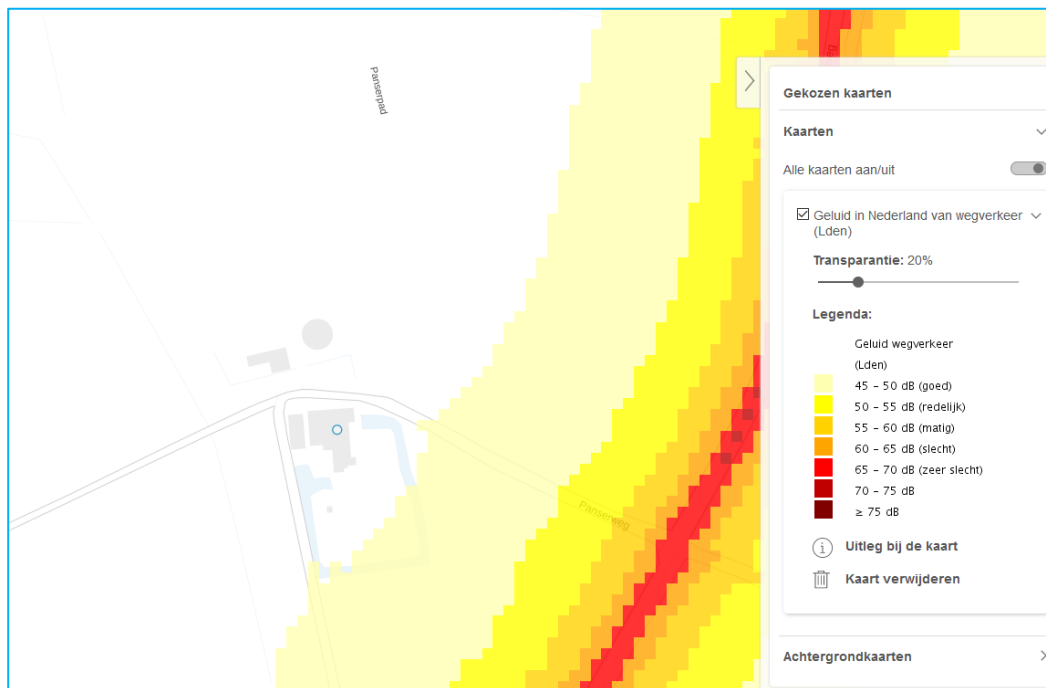 Panserpad
Panserweg
eg
Gekozen kaarten
Kaarten
Alle kaarten aan/uit
Geluid in Nederland van wegverkeer
(Lden)
Transparantie: 20%
Legenda:
Geluid wegverkeer
(Lden)
45 - 50 dB (goed)
50 - 55 dB (redelijk)
55 - 60 dB (matig)
60 - 65 dB (slecht)
65 - 70 dB (zeer slecht)
70 - 75 dB
≥ 75 dB
i
Uitleg bij de kaart
Kaart verwijderen
Achtergrondkaarten